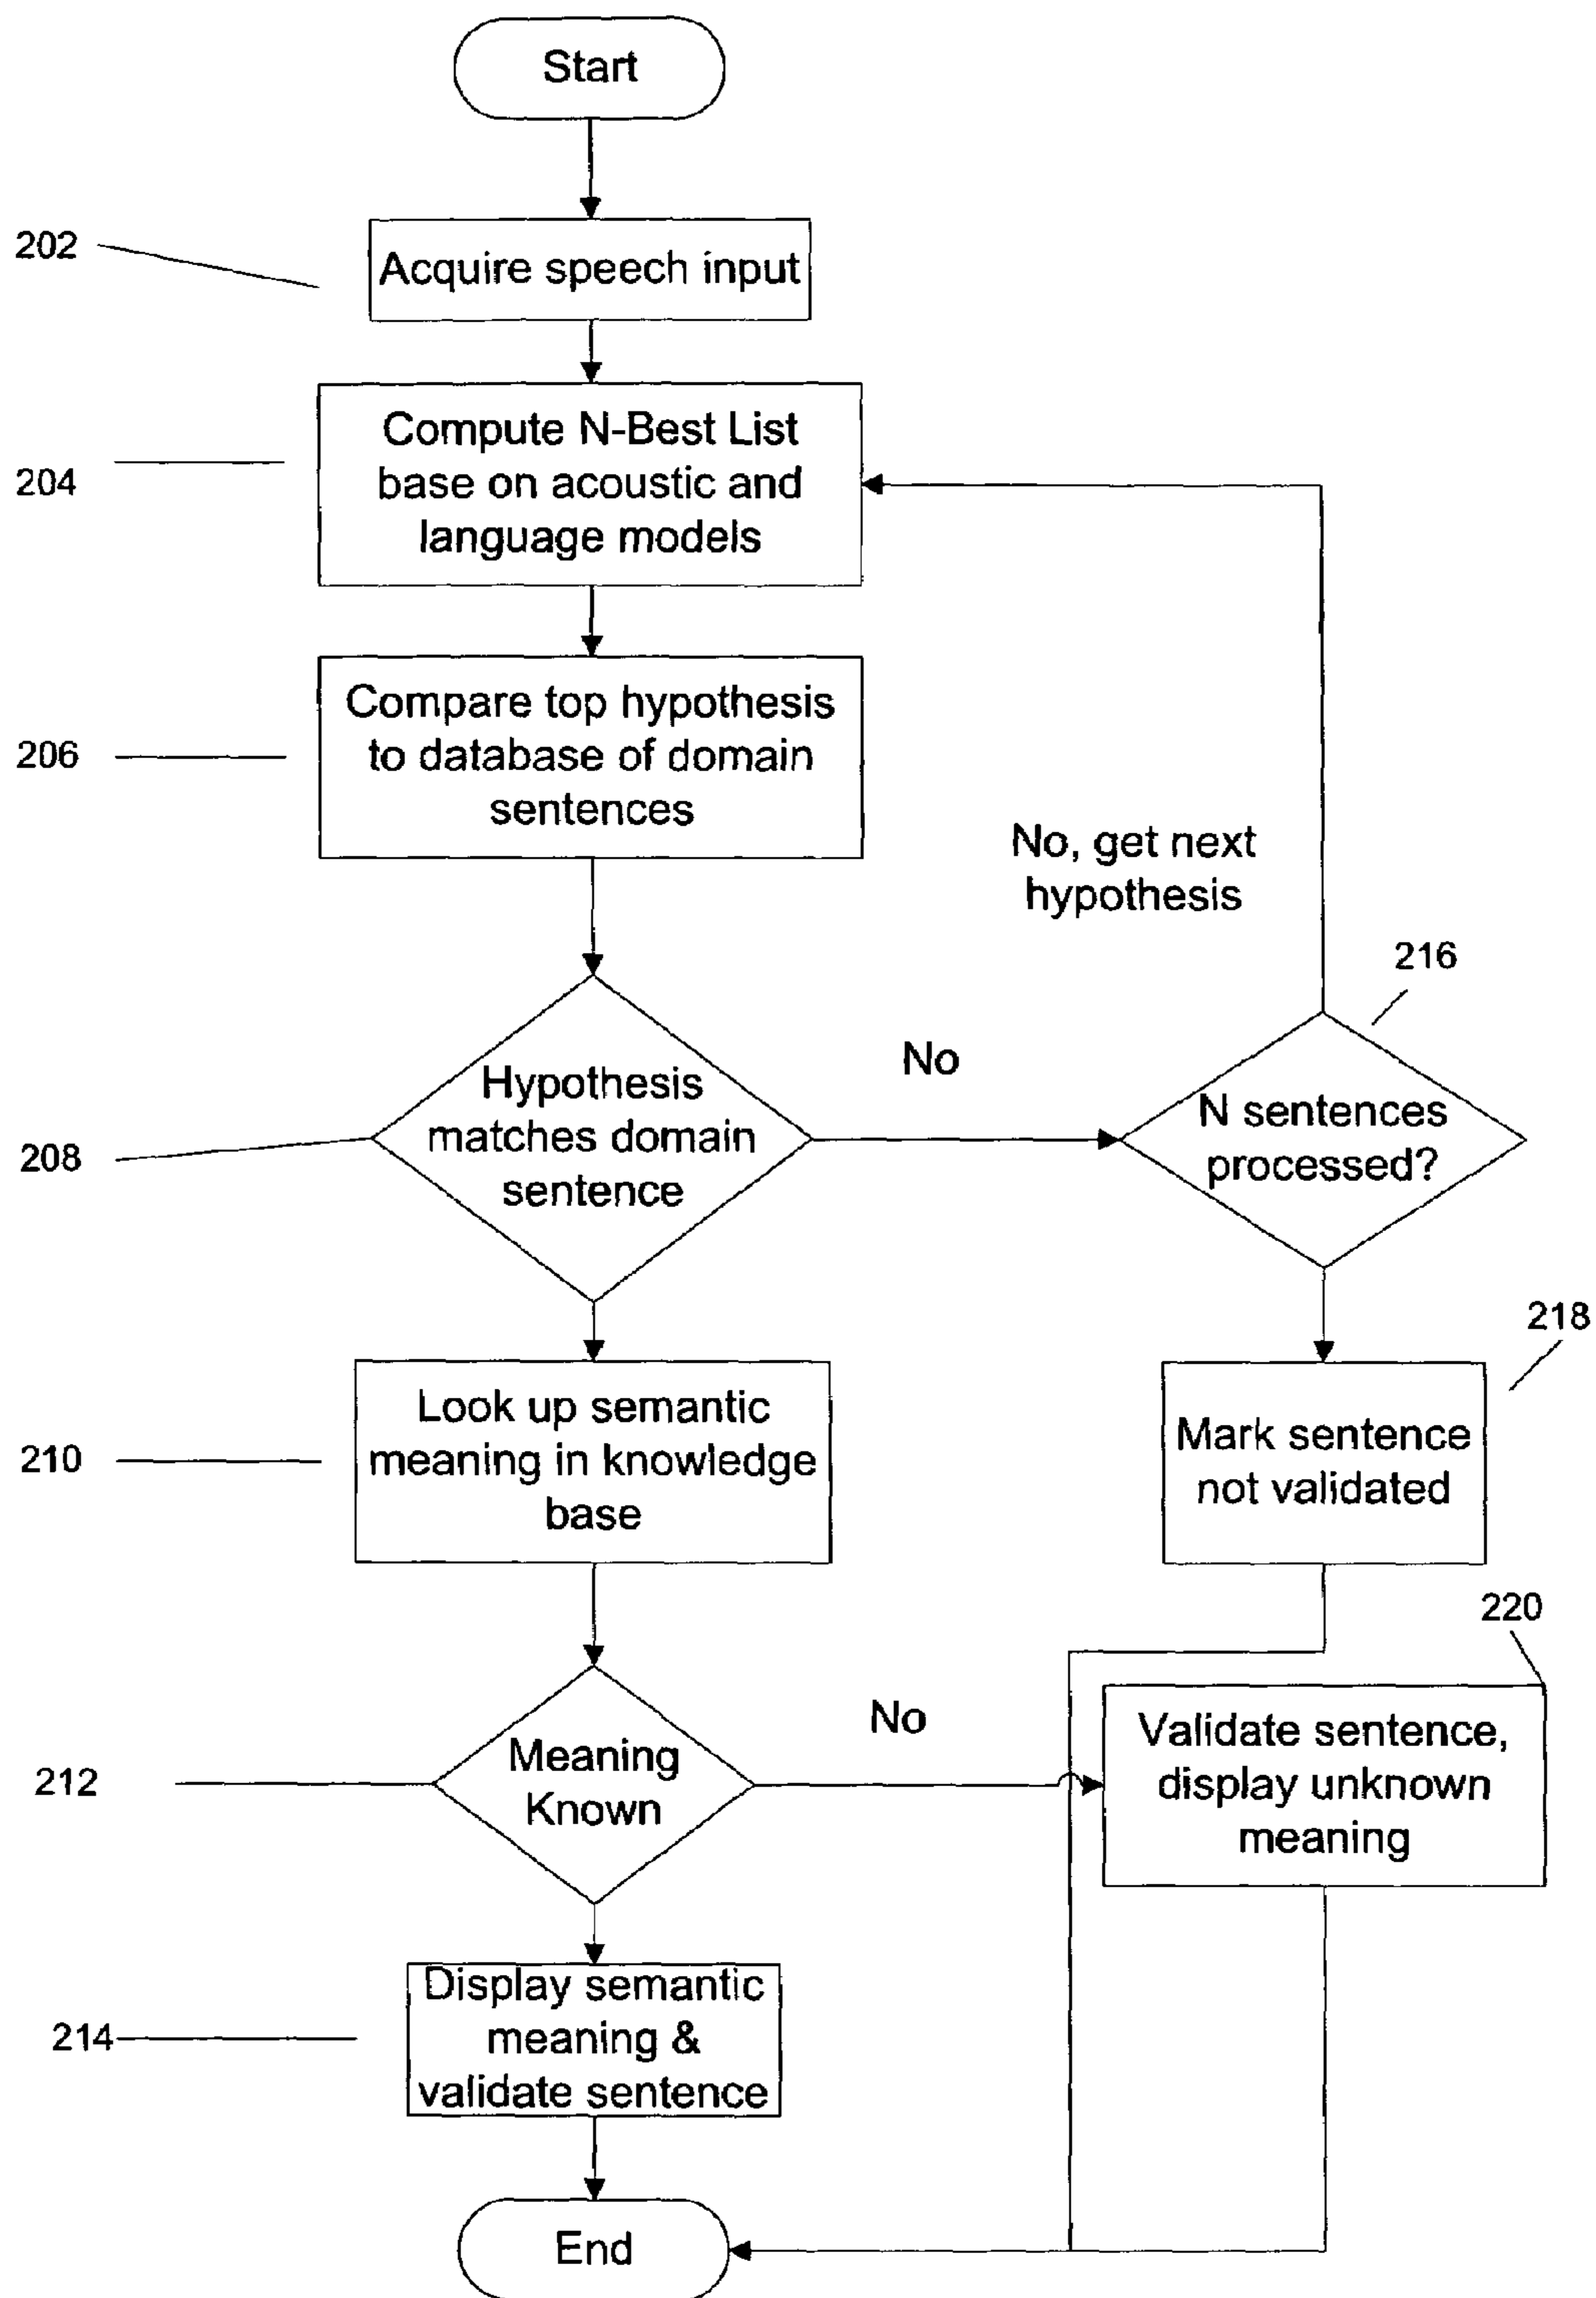 Start
202
Acquire speech input
204
Compute N-Best List
base on acoustic and
language models
206
Compare top hypothesis
to database of domain
sentences
No, get next
hypothesis
216
208
Hypothesis
matches domain
sentence
No
N sentences
processed?
218
210
Look up semantic
meaning in knowledge
base
Mark sentence
not validated
220
212
Meaning
Known
No
Validate sentence,
display unknown
meaning
214
Display semantic
meaning &
validate sentence
End